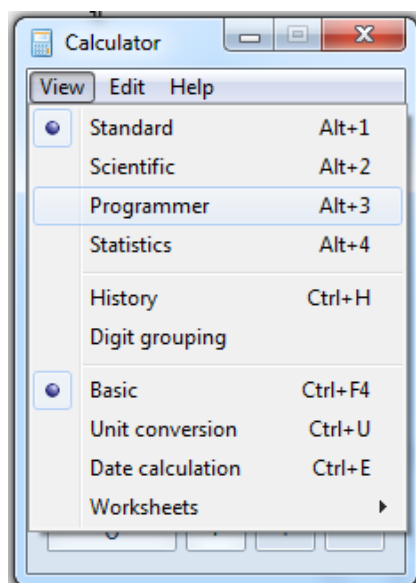 Calculator
View Edit Help
Standard Alt+1
Scientific Alt+2
Programmer Alt+3
Statistics Alt+4
History Ctrl+H
Digit grouping
Basic Ctrl+F4
Unit conversion Ctrl+U
Date calculation Ctrl+E
Worksheets